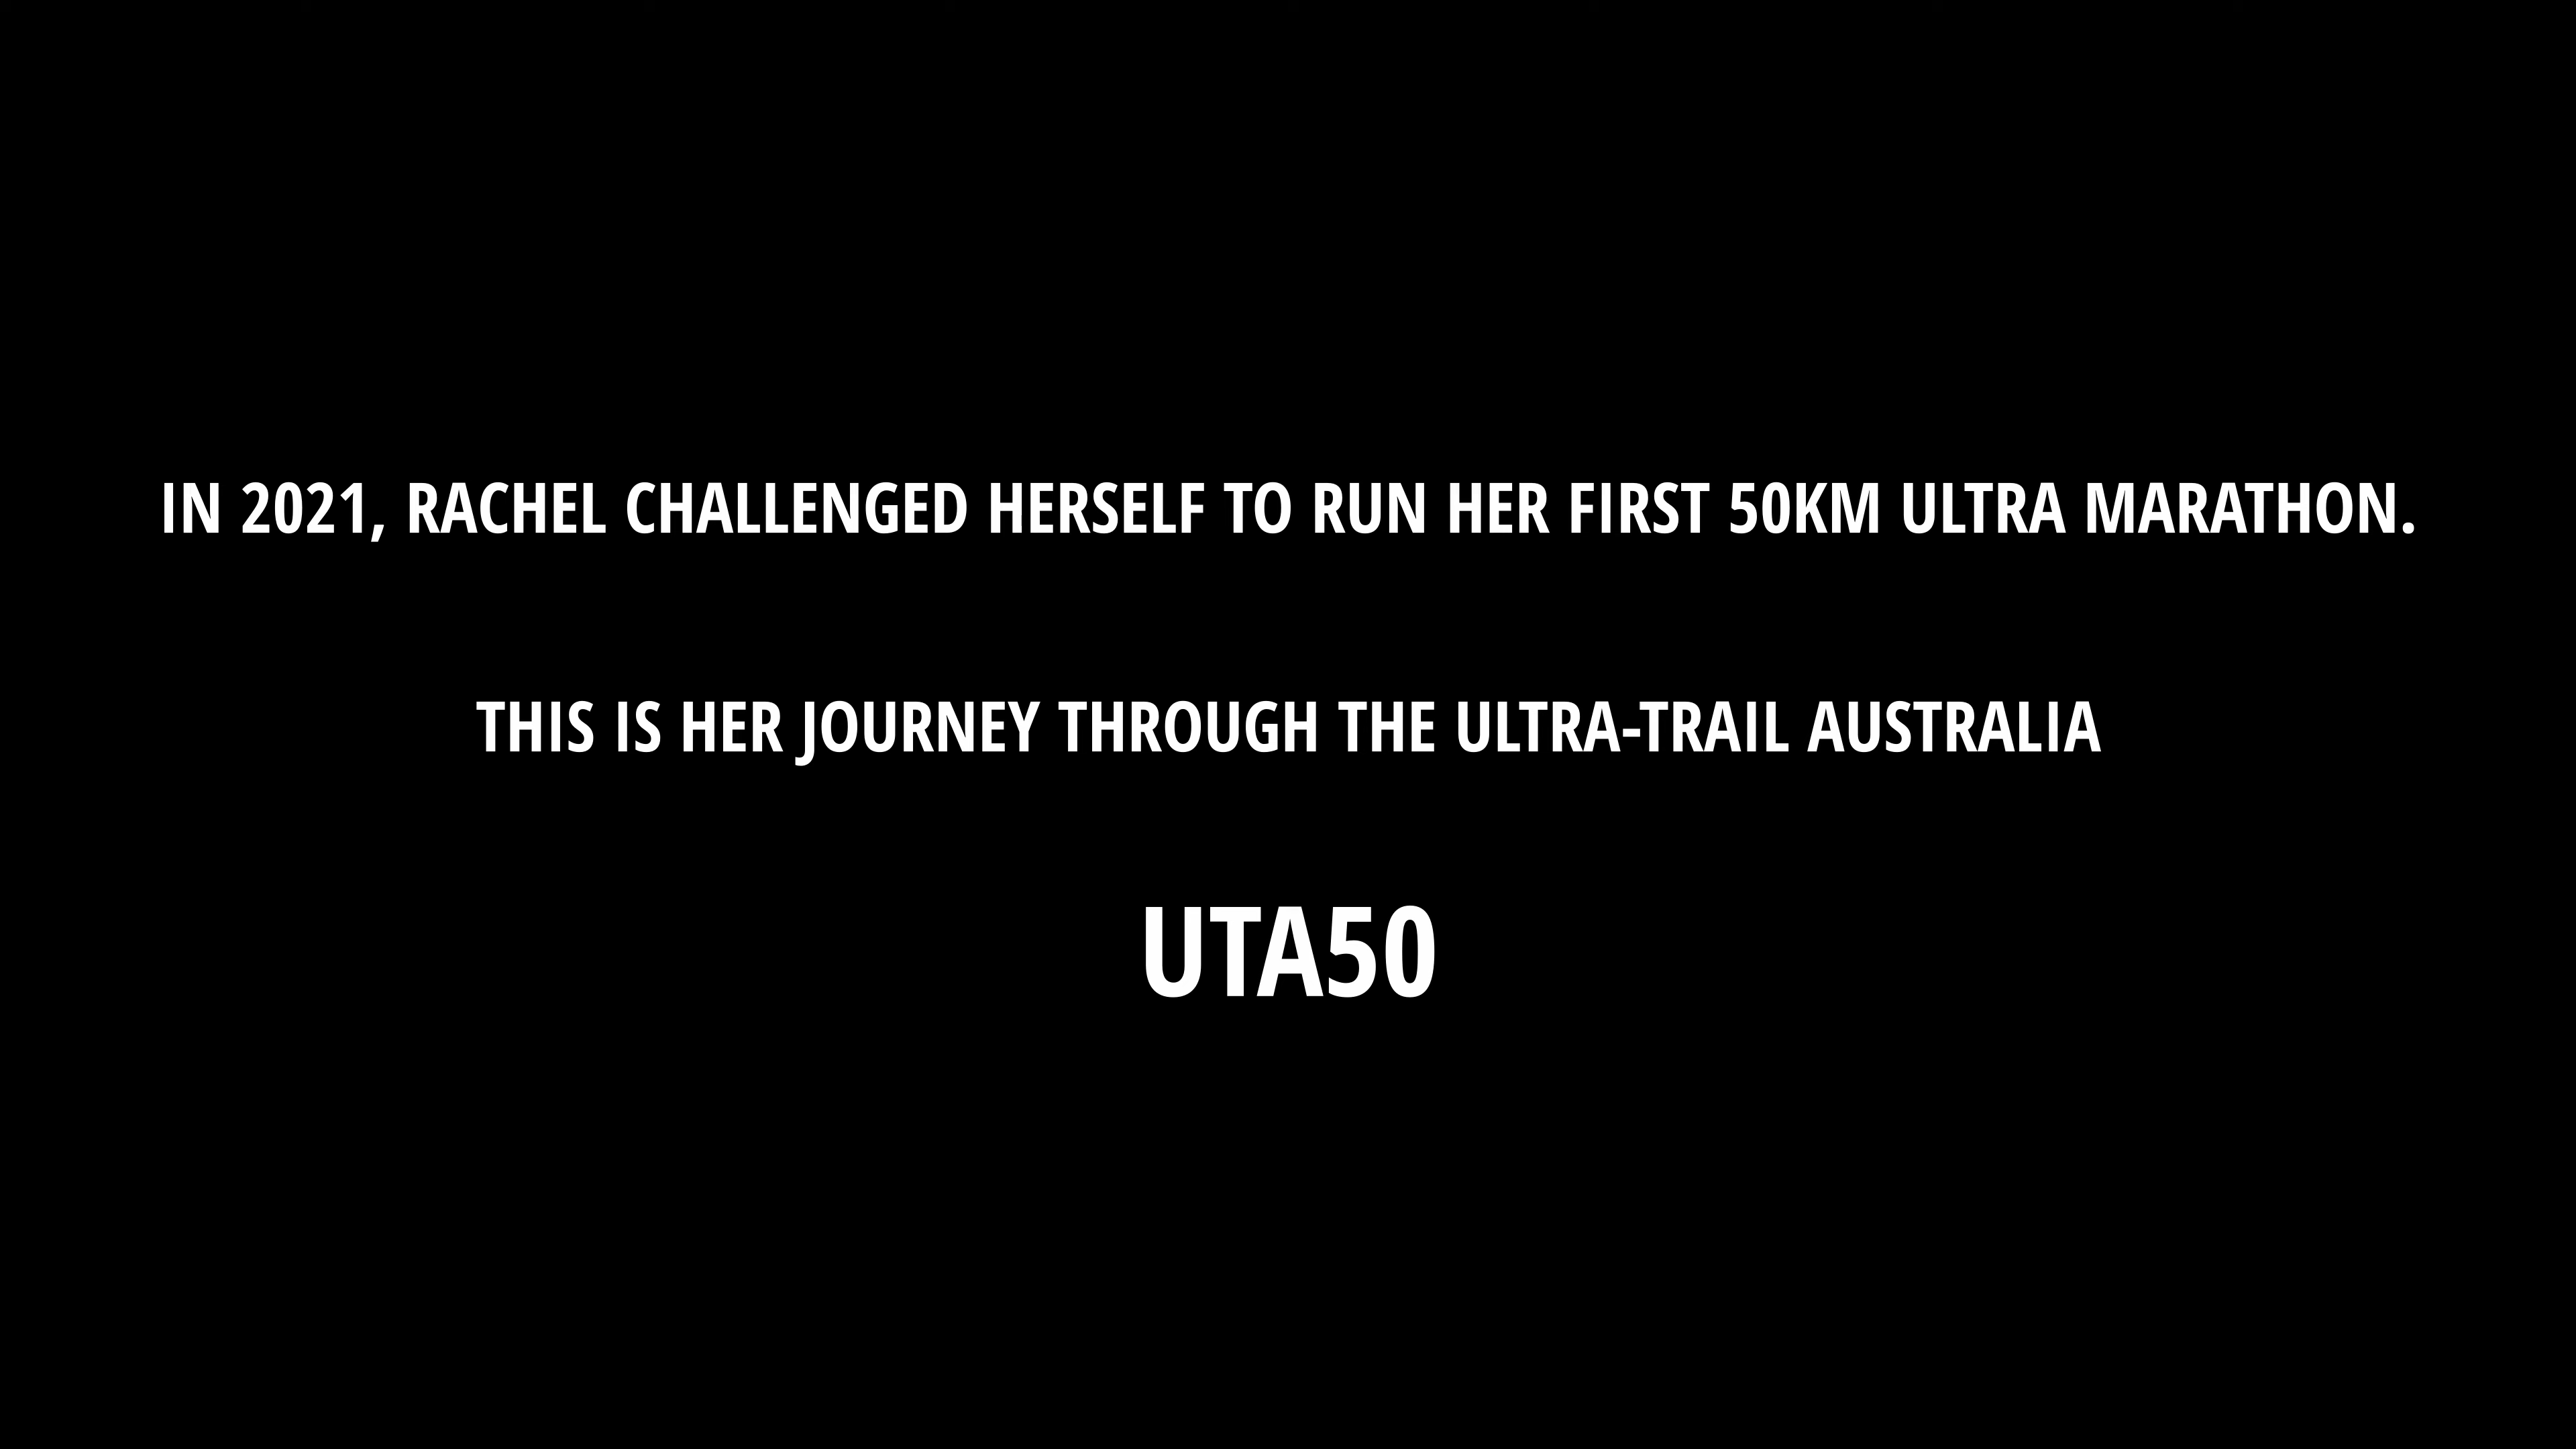 IN 2021, RACHEL CHALLENGED HERSELF TO RUN HER FIRST 50KM ULTRA MARATHON.
THIS IS HER JOURNEY THROUGH THE ULTRA-TRAIL AUSTRALIA
UTA50